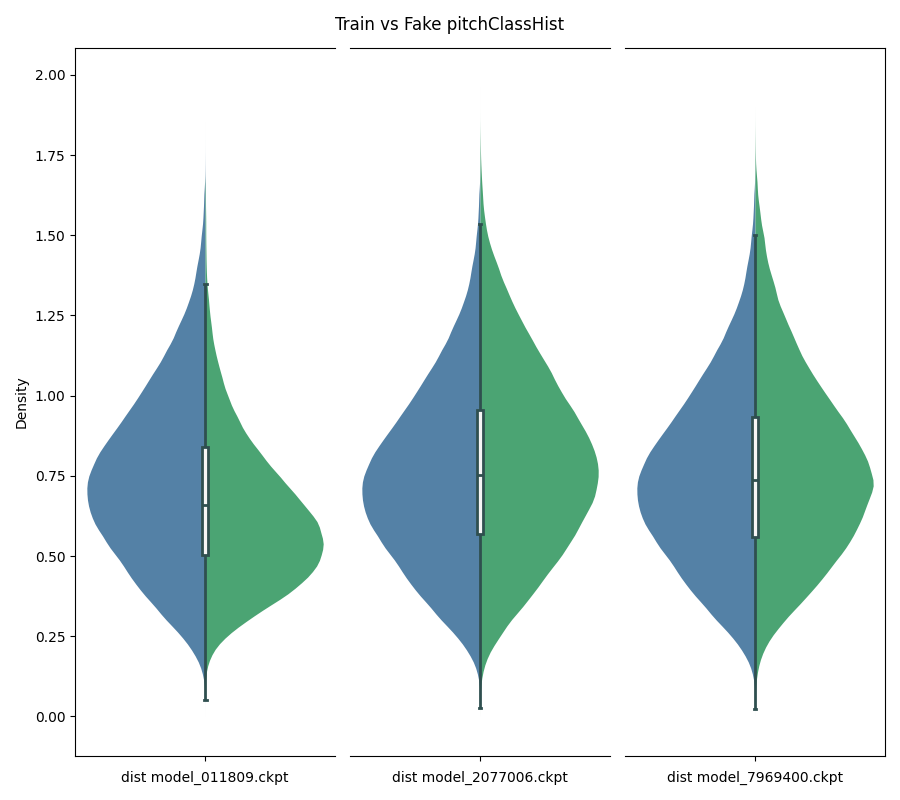 Train vs Fake pitchClassHist
2.00
1.75
1.50
1.25
1.00
0.75
0.50
0.25
0.00
Density
dist model_011809.ckpt
dist model_2077006.ckpt
dist model_7969400.ckpt